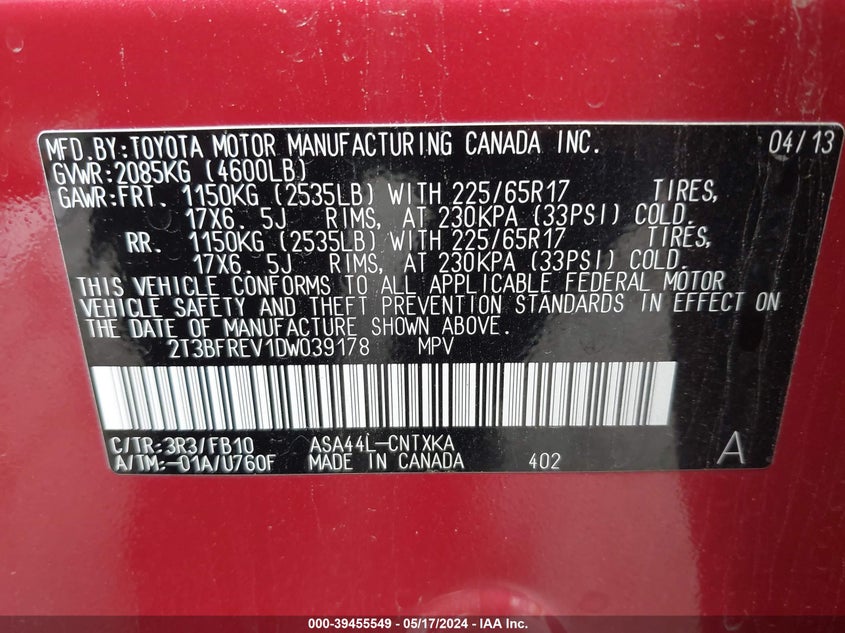 MFD.BY:TOYOTA MOTOR MANUFACTURING CANADA INC. 04/13
GVWR:2085KG (4600LB)
GAWR:FRT. 1150KG (2535LB) WITH 225/65R17 TIRES,
17X6. 5J RIMS, AT 230KPA (33PSI) COLD.
RR. 1150KG (2535LB) WITH 225/65R17 TIRES,
17X6. 5J RIMS, AT 230KPA (33PSI) COLD.
THIS VEHICLE CONFORMS TO ALL APPLICABLE FEDERAL MOTOR
VEHICLE SAFETY AND THEFT PREVENTION STANDARDS IN EFFECT ON
THE DATE OF MANUFACTURE SHOWN ABOVE.
2T3BFREV1DW039178 MPV
C/TR:3R3/FB10 ASA44L-CNTXKA
A/TM:-01A/U760F MADE IN CANADA 402 A
000-39455549 - 05/17/2024 - IAA Inc.